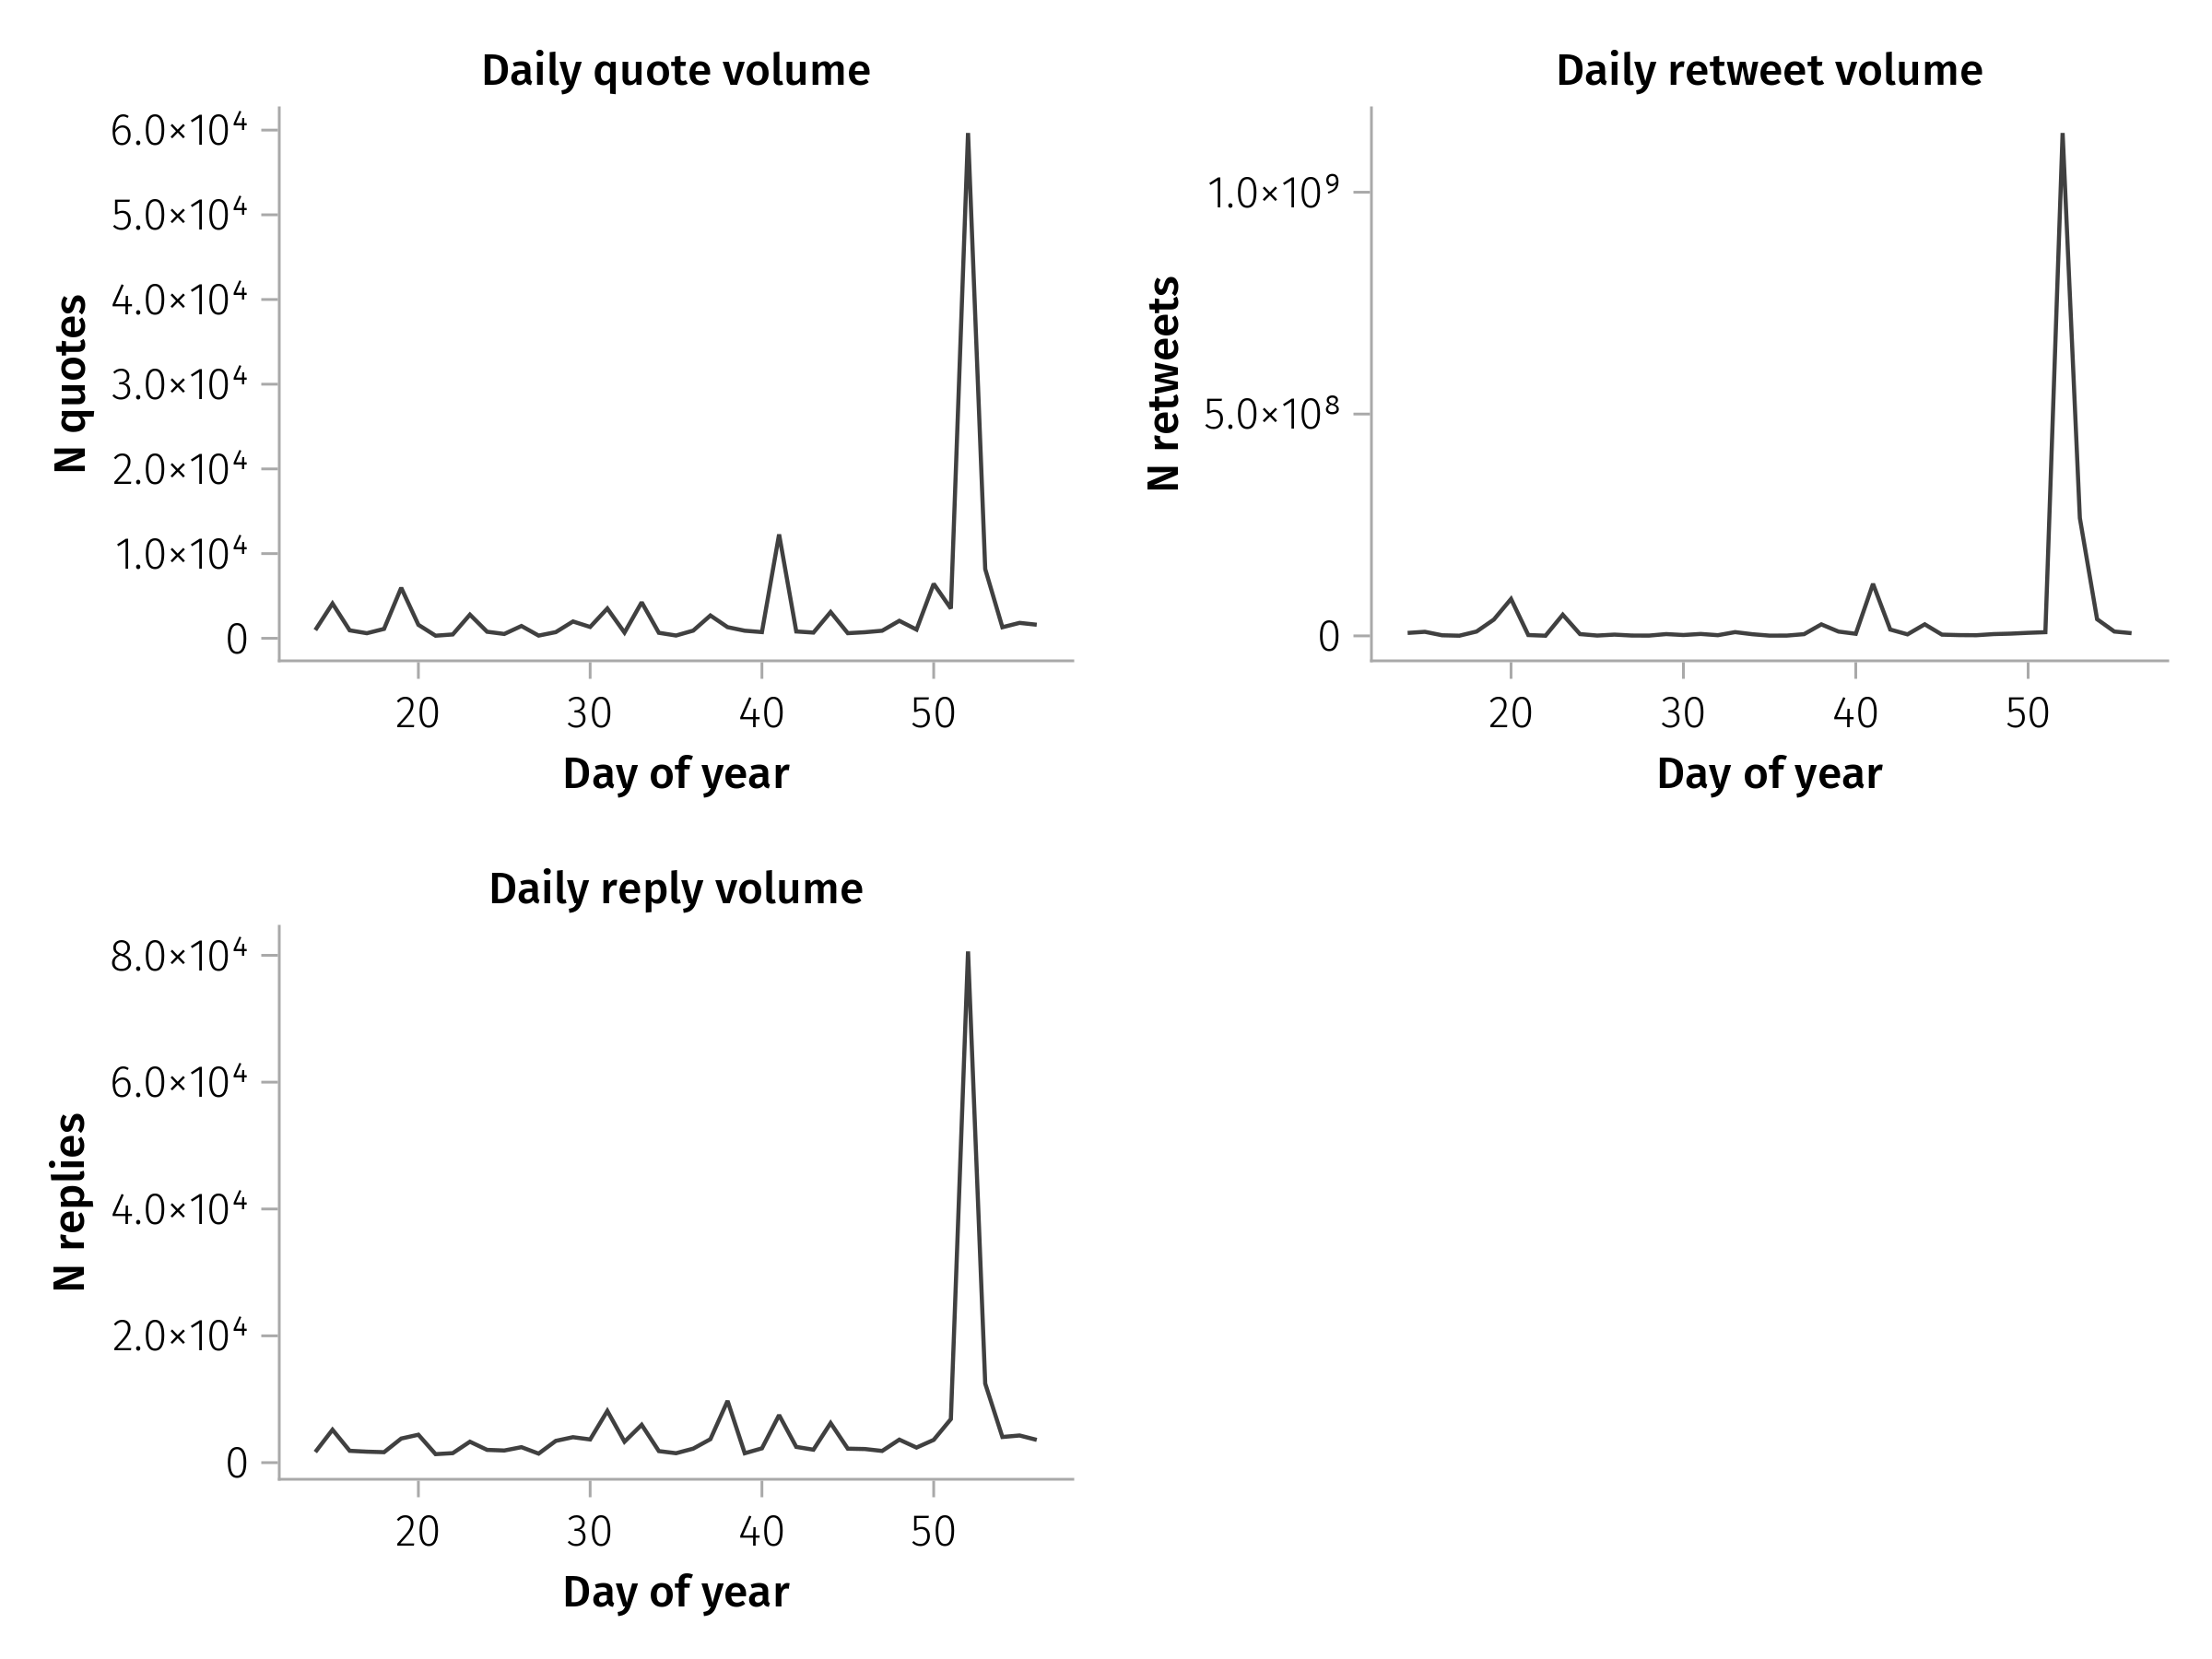 Daily quote volume
6.0×10⁴
5.0×10⁴
4.0×10⁴
3.0×10⁴
2.0×10⁴
1.0×10⁴
0
N quotes
20 30 40 50
Day of year
Daily retweet volume
1.0×10⁹
5.0×10⁸
0
N retweets
20 30 40 50
Day of year
Daily reply volume
8.0×10⁴
6.0×10⁴
4.0×10⁴
2.0×10⁴
0
N replies
20 30 40 50
Day of year